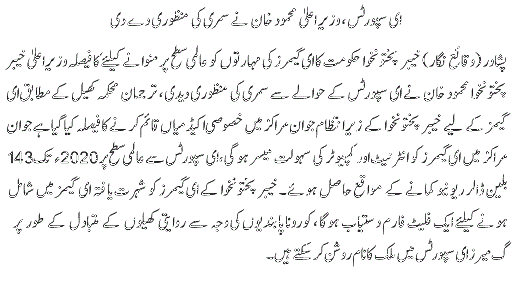 ای سپورٹس، وزیراعلیٰ محمود خان نے سمری کی منظوری دے دی
پشاور (وقائع نگار) خیبر پختونخوا حکومت کا ای گیمرز کی مہارتوں کو عالمی سطح پر منوانے کیلئے کا فیصلہ وزیراعلیٰ خیبر
پختونخوا محمود خان نے ای سپورٹس کے حوالے سے سمری کی منظوری دیدی، ترجمان محکمہ کھیل کے مطابق ای
گیمز کے لیے خیبر پختونخوا کے زیر انتظام جوان مراکز میں خصوصی اکیڈمیاں قائم کرنے کا فیصلہ کیا گیا ہے جوان
مراکز میں ای گیمرز کو انٹرنیٹ اور کمپیوٹر کی سہولت میسر ہوگی، ای سپورٹس سے عالمی سطح پر 2020ء تک 143
بلین ڈالر ریونیو کمانے کے مواقع حاصل ہوئے۔ خیبر پختونخوا کے ای گیمرز کو شہرت یافتہ ای گیمز میں شامل
ہونے کیلئے ایک پلیٹ فارم دستیاب ہوگا، کورونا پابندیوں کی وجہ سے روایتی کھیلوں کے متبادل کے طور پر
گیمرز ای سپورٹس میں ملک کا نام روشن کر سکتے ہیں۔۔